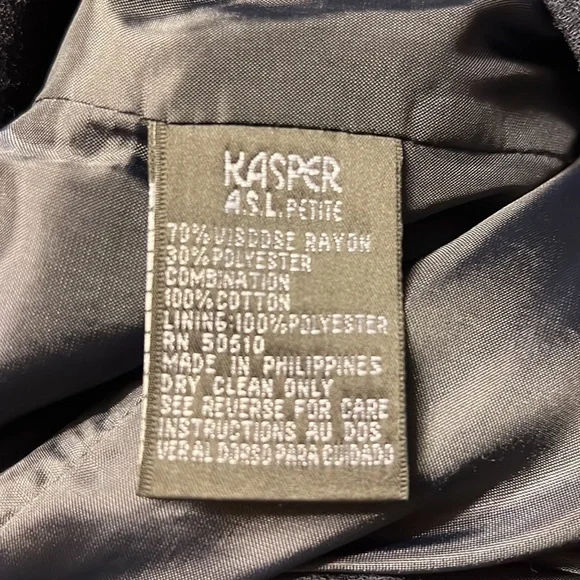 KASPER
A.S.L. PETITE
70% VISCOSE RAYON
30% POLYESTER
COMBINATION
100% COTTON
LINING:100% POLYESTER
RN 50610
MADE IN PHILIPPINES
DRY CLEAN ONLY
SEE REVERSE FOR CARE
INSTRUCTIONS AU DOS
VER AL DORSO PARA CUIDADO